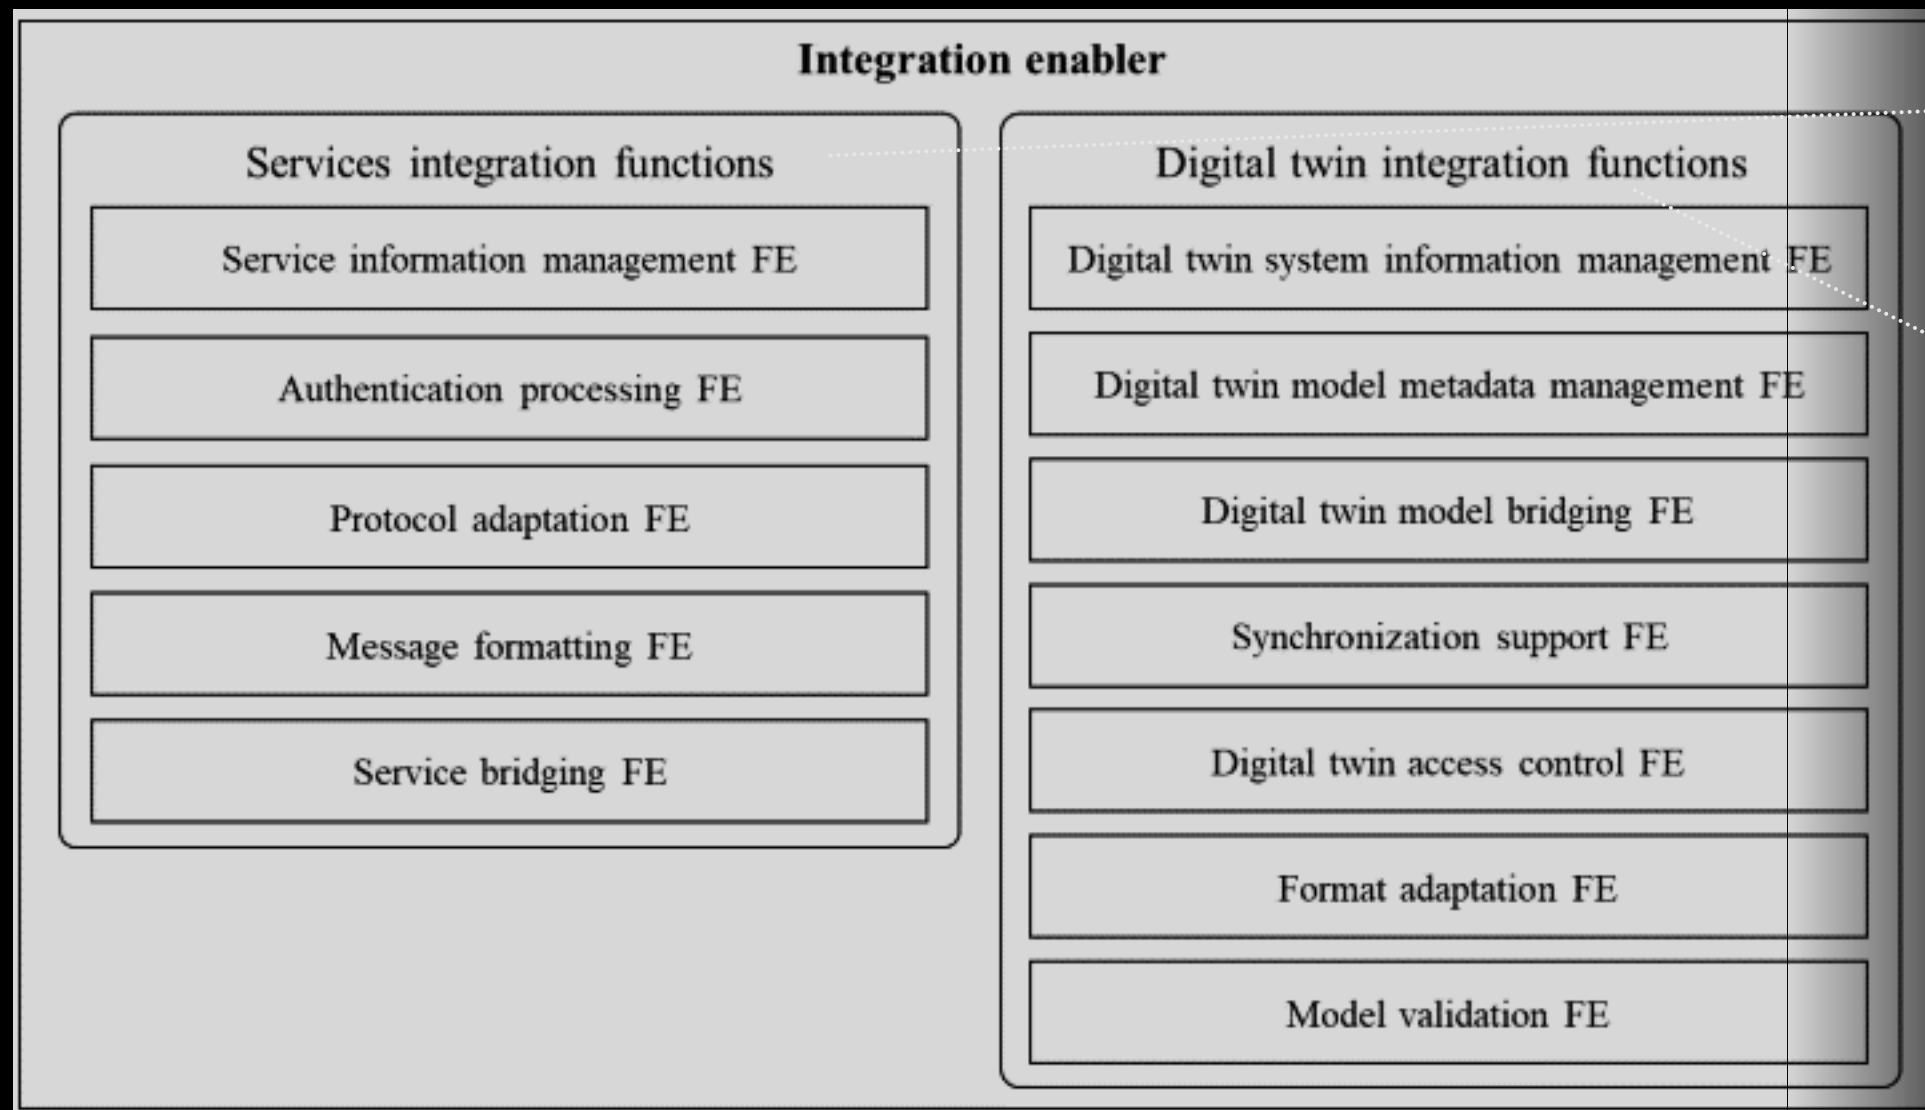 Integration enabler
Services integration functions
Service information management FE
Authentication processing FE
Protocol adaptation FE
Message formatting FE
Service bridging FE
Digital twin integration functions
Digital twin system information management FE
Digital twin model metadata management FE
Digital twin model bridging FE
Synchronization support FE
Digital twin access control FE
Format adaptation FE
Model validation FE